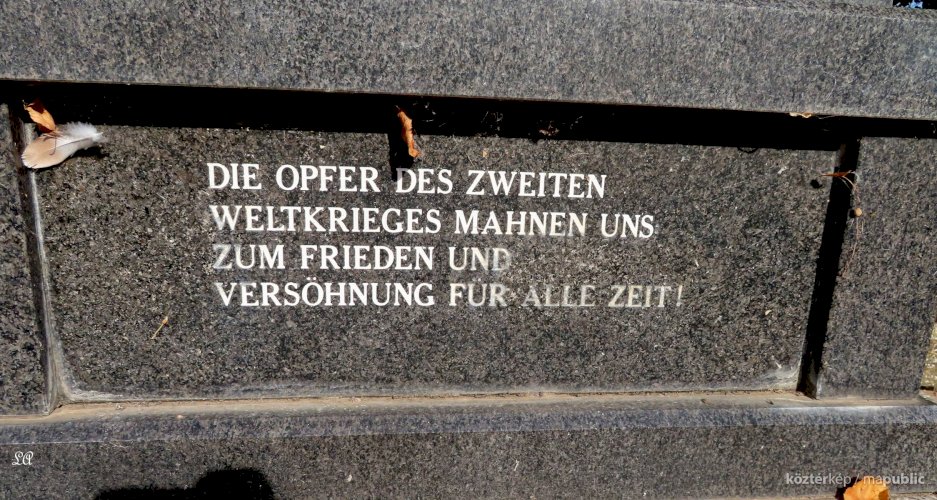 DIE OPFER DES ZWEITEN
WELTKRIEGES MAHNEN UNS
ZUM FRIEDEN UND
VERSÖHNUNG FÜR ALLE ZEIT!
köztérkép / mapublic